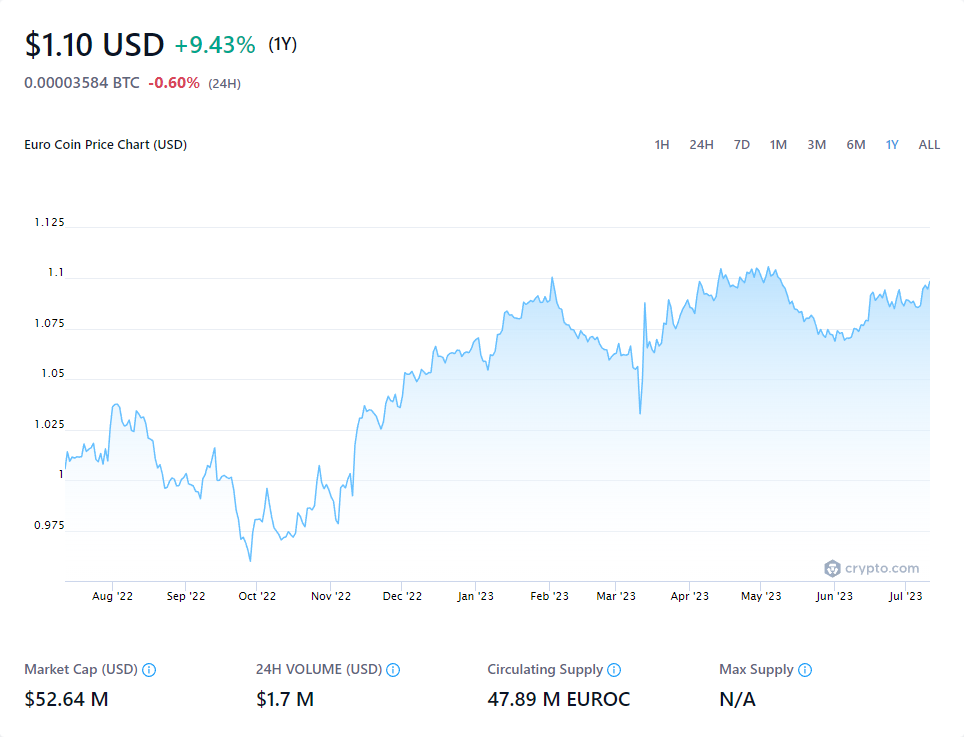 $1.10 USD +9.43% (1Y)
0.00003584 BTC -0.60% (24H)
Euro Coin Price Chart (USD) 1H 24H 7D 1M 3M 6M 1Y ALL
1.125
1.1
1.075
1.05
1.025
1
0.975
crypto.com
Aug '22 Sep '22 Oct '22 Nov '22 Dec '22 Jan '23 Feb '23 Mar '23 Apr '23 May '23 Jun '23 Jul '23
Market Cap (USD) 24H VOLUME (USD) Circulating Supply Max Supply
$52.64 M $1.7 M 47.89 M EUROC N/A